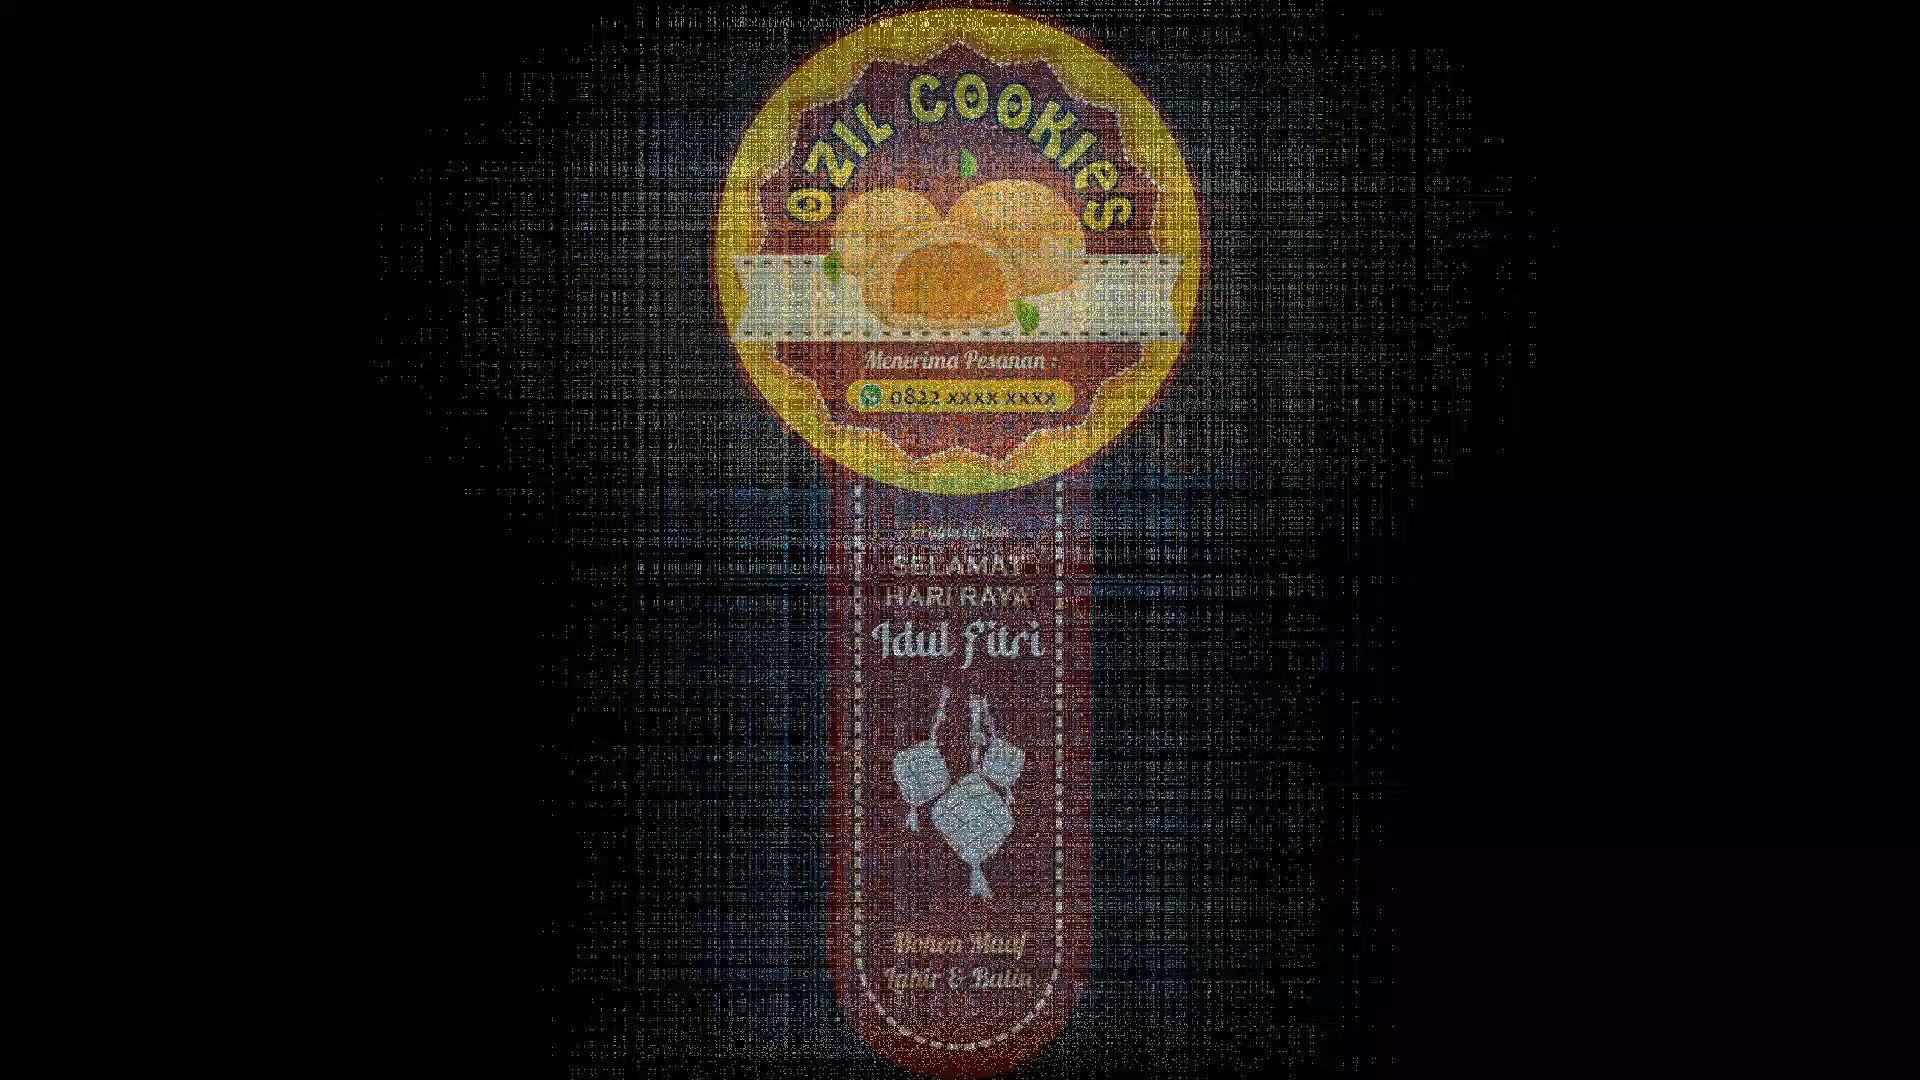 OZIL COOKIES
Menerima Pesanan :
0822 xxxx xxxx
SELAMAT
HARI RAYA
Idul fitri
Mohon Maaf
Lahir & Batin